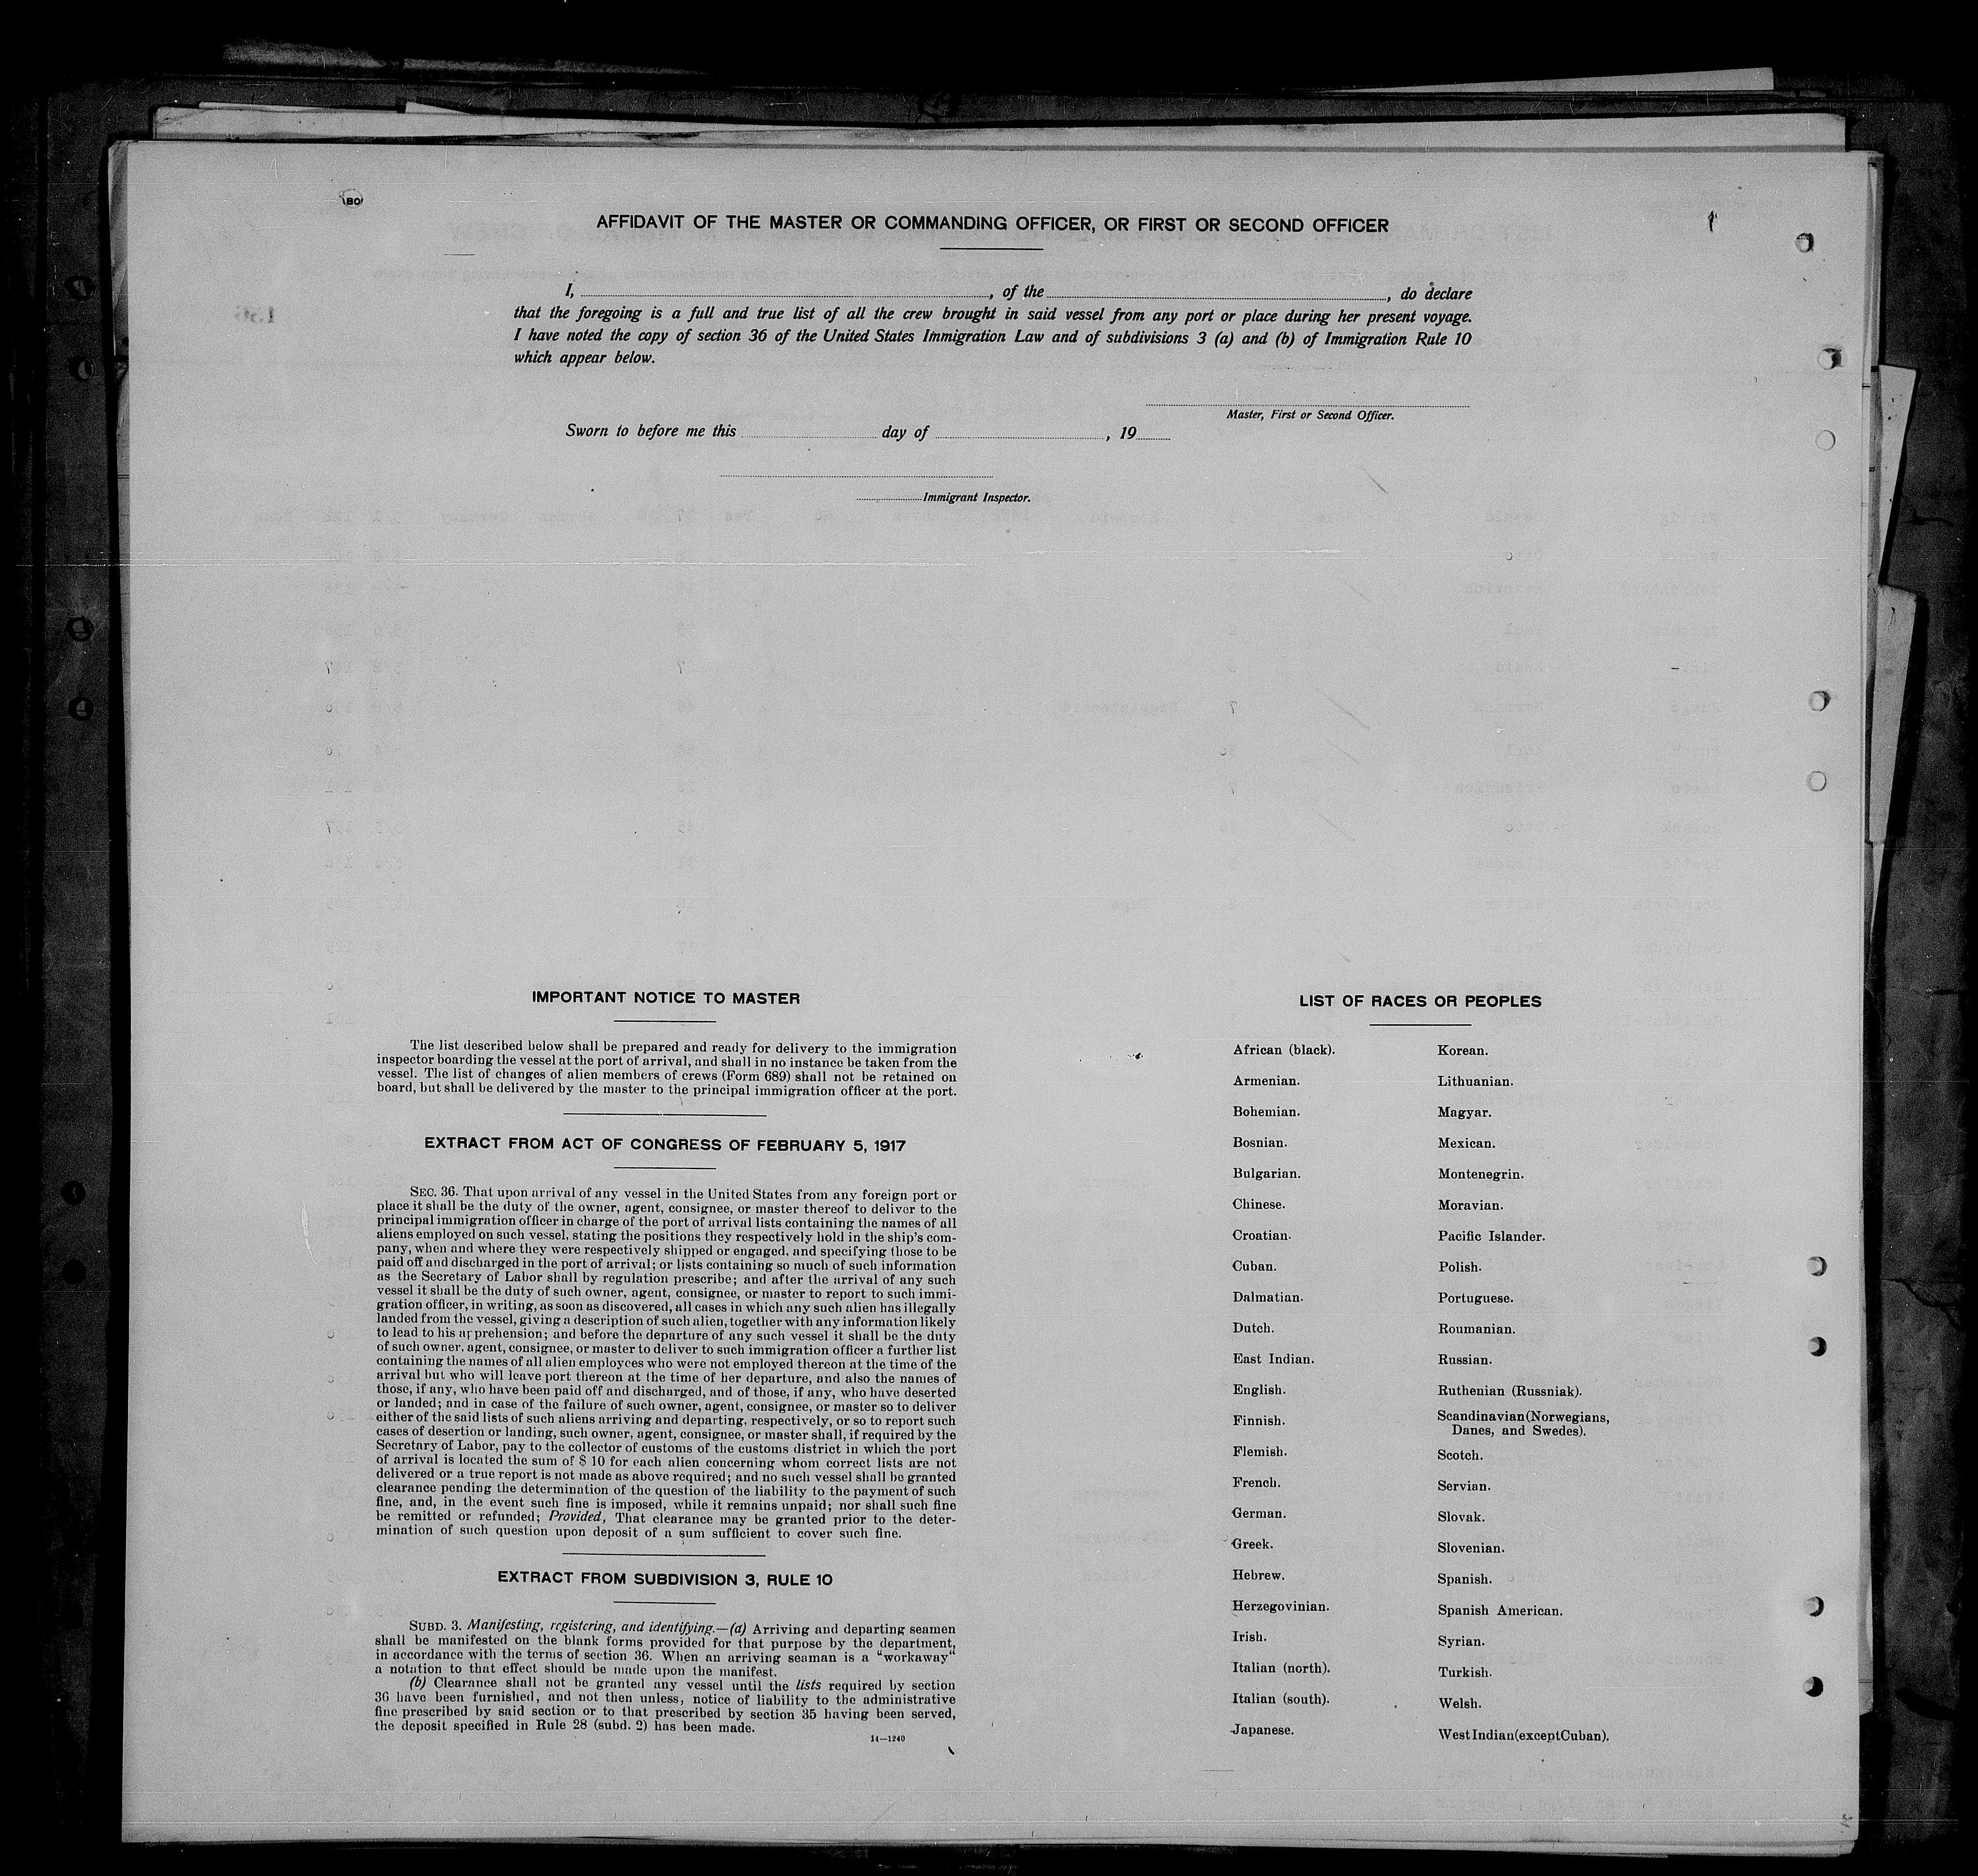 (80)
AFFIDAVIT OF THE MASTER OR COMMANDING OFFICER, OR FIRST OR SECOND OFFICER
I, , of the , do declare
that the foregoing is a full and true list of all the crew brought in said vessel from any port or place during her present voyage.
I have noted the copy of section 36 of the United States Immigration Law and of subdivisions 3 (a) and (b) of Immigration Rule 10
which appear below.
Master, First or Second Officer.
Sworn to before me this day of , 19
Immigrant Inspector.
IMPORTANT NOTICE TO MASTER
The list described below shall be prepared and ready for delivery to the immigration
inspector boarding the vessel at the port of arrival, and shall in no instance be taken from the
vessel. The list of changes of alien members of crews (Form 689) shall not be retained on
board, but shall be delivered by the master to the principal immigration officer at the port.
EXTRACT FROM ACT OF CONGRESS OF FEBRUARY 5, 1917
SEC. 36. That upon arrival of any vessel in the United States from any foreign port or
place it shall be the duty of the owner, agent, consignee, or master thereof to deliver to the
principal immigration officer in charge of the port of arrival lists containing the names of all
aliens employed on such vessel, stating the positions they respectively hold in the ship's com-
pany, when and where they were respectively shipped or engaged, and specifying those to be
paid off and discharged in the port of arrival; or lists containing so much of such information
as the Secretary of Labor shall by regulation prescribe; and after the arrival of any such
vessel it shall be the duty of such owner, agent, consignee, or master to report to such immi-
gration officer, in writing, as soon as discovered, all cases in which any such alien has illegally
landed from the vessel, giving a description of such alien, together with any information likely
to lead to his apprehension; and before the departure of any such vessel it shall be the duty
of such owner, agent, consignee, or master to deliver to such immigration officer a further list
containing the names of all alien employees who were not employed thereon at the time of the
arrival but who will leave port thereon at the time of her departure, and also the names of
those, if any, who have been paid off and discharged, and of those, if any, who have deserted
or landed; and in case of the failure of such owner, agent, consignee, or master so to deliver
either of the said lists of such aliens arriving and departing, respectively, or so to report such
cases of desertion or landing, such owner, agent, consignee, or master shall, if required by the
Secretary of Labor, pay to the collector of customs of the customs district in which the port
of arrival is located the sum of $ 10 for each alien concerning whom correct lists are not
delivered or a true report is not made as above required; and no such vessel shall be granted
clearance pending the determination of the question of the liability to the payment of such
fine, and, in the event such fine is imposed, while it remains unpaid; nor shall such fine
be remitted or refunded; Provided, That clearance may be granted prior to the deter-
mination of such question upon deposit of a sum sufficient to cover such fine.
EXTRACT FROM SUBDIVISION 3, RULE 10
SUBD. 3. Manifesting, registering, and identifying.—(a) Arriving and departing seamen
shall be manifested on the blank forms provided for that purpose by the department,
in accordance with the terms of section 36. When an arriving seaman is a "workaway"
a notation to that effect should be made upon the manifest.
(b) Clearance shall not be granted any vessel until the lists required by section
36 have been furnished, and not then unless, notice of liability to the administrative
fine prescribed by said section or to that prescribed by section 35 having been served,
the deposit specified in Rule 28 (subd. 2) has been made.
14—1240
LIST OF RACES OR PEOPLES
African (black).
Armenian.
Bohemian.
Bosnian.
Bulgarian.
Chinese.
Croatian.
Cuban.
Dalmatian.
Dutch.
East Indian.
English.
Finnish.
Flemish.
French.
German.
Greek.
Hebrew.
Herzegovinian.
Irish.
Italian (north).
Italian (south).
Japanese.
Korean.
Lithuanian.
Magyar.
Mexican.
Montenegrin.
Moravian.
Pacific Islander.
Polish.
Portuguese.
Roumanian.
Russian.
Ruthenian (Russniak).
Scandinavian (Norwegians,
Danes, and Swedes).
Scotch.
Servian.
Slovak.
Slovenian.
Spanish.
Spanish American.
Syrian.
Turkish.
Welsh.
West Indian (except Cuban).